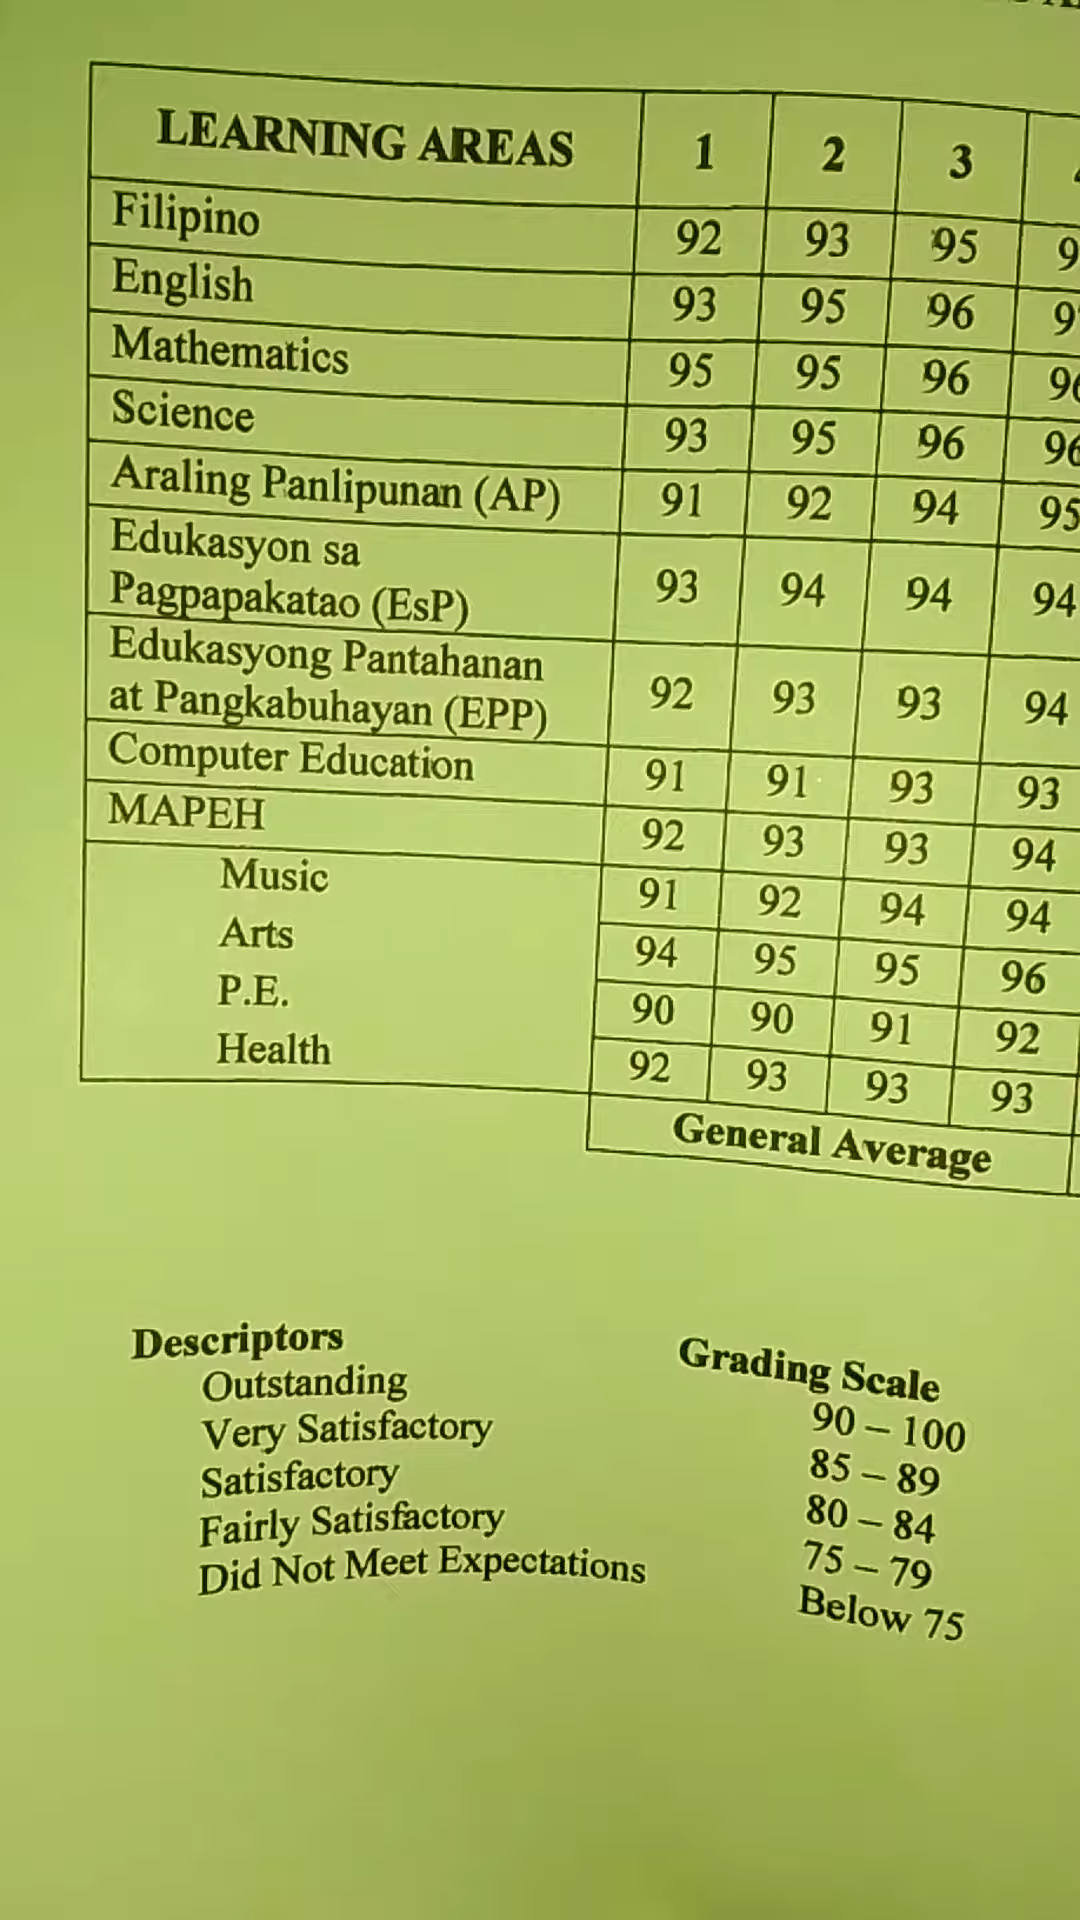 LEARNING AREAS 1 2 3
Filipino 92 93 95
English 93 95 96
Mathematics 95 95 96
Science 93 95 96
Araling Panlipunan (AP) 91 92 94 95
Edukasyon sa
Pagpapakatao (EsP) 93 94 94 94
Edukasyong Pantahanan
at Pangkabuhayan (EPP) 92 93 93 94
Computer Education 91 91 93 93
MAPEH 92 93 93 94
Music 91 92 94 94
Arts 94 95 95 96
P.E. 90 90 91 92
Health 92 93 93 93
General Average
Descriptors Grading Scale
Outstanding 90 – 100
Very Satisfactory 85 – 89
Satisfactory 80 – 84
Fairly Satisfactory 75 – 79
Did Not Meet Expectations Below 75